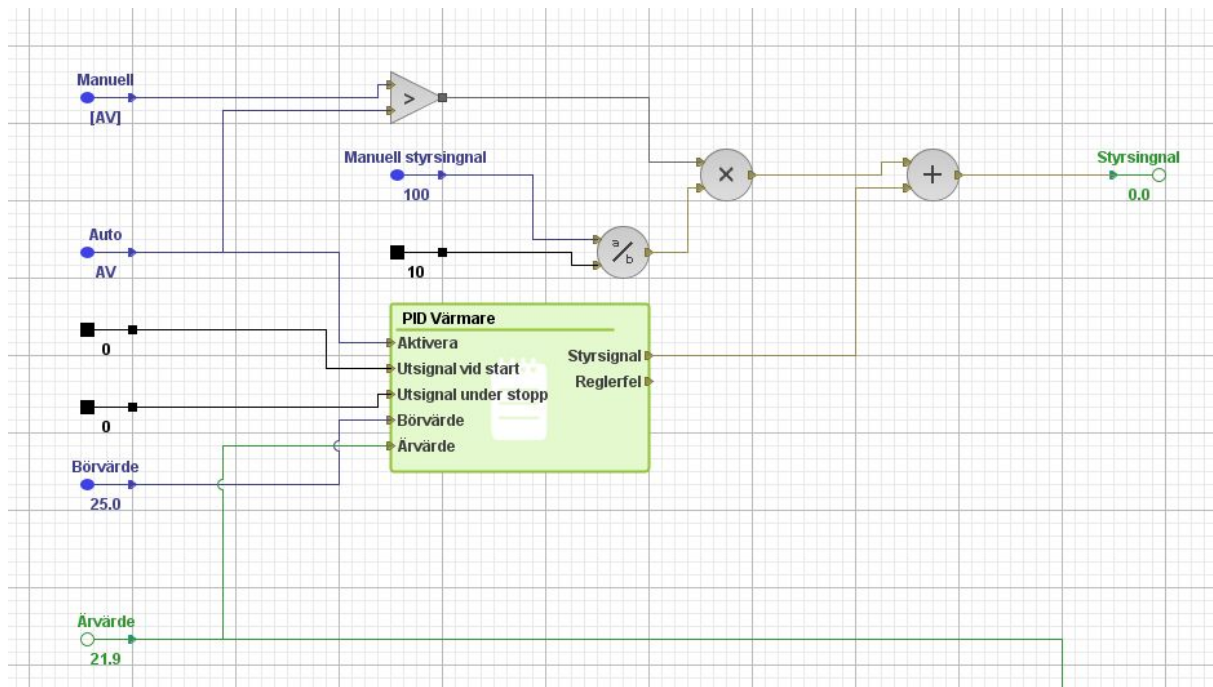 Manuell
[AV]
>
Manuell styrsingnal
100
×
+
Styrsingnal
0.0
Auto
AV
10
a/b
PID Värmare
Aktivera
Utsignal vid start
Utsignal under stopp
Börvärde
Ärvärde
Styrsignal
Reglerfel
0
0
Börvärde
25.0
Ärvärde
21.9